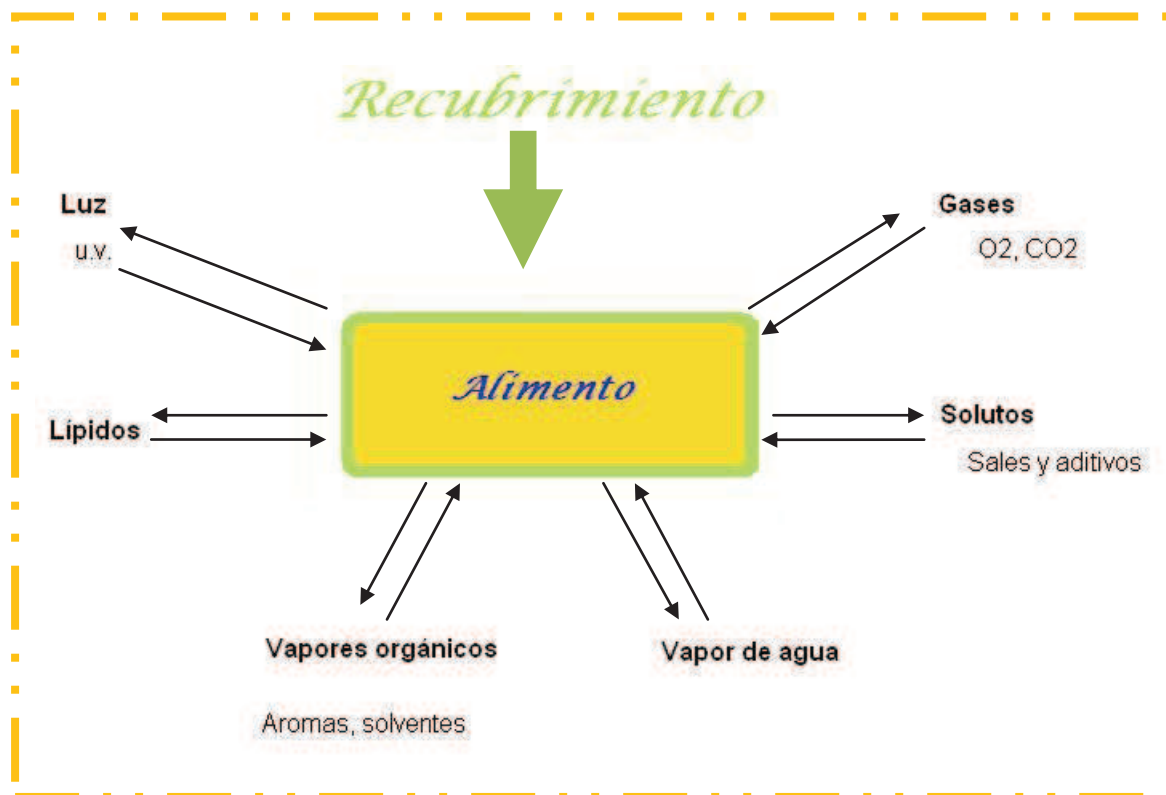 Recubrimiento
Luz
u.v.
Gases
O2, CO2
Alimento
Lípidos
Solutos
Sales y aditivos
Vapores orgánicos
Aromas, solventes
Vapor de agua